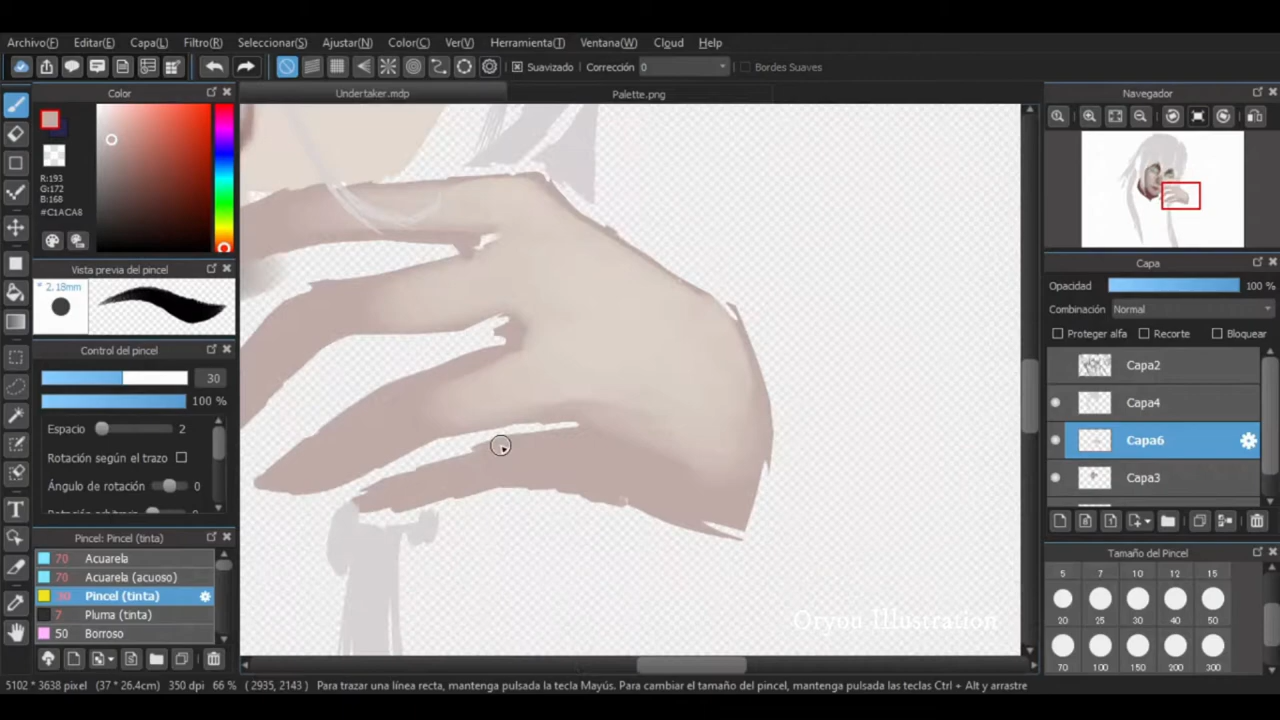 Archivo(F) Editar(E) Capa(L) Filtro(R) Seleccionar(S) Ajustar(N) Color(C) Ver(V) Herramienta(T) Ventana(W) Cloud Help
Suavizado Corrección 0 Bordes Suaves
Color
R:193
G:172
B:168
#C1ACA8
Vista previa del pincel
* 2.18mm
Control del pincel
30
100 %
Espacio 2
Rotación según el trazo
Ángulo de rotación 0
Pincel: Pincel (tinta)
70 Acuarela
70 Acuarela (acuoso)
30 Pincel (tinta)
7 Pluma (tinta)
50 Borroso
Undertaker.mdp Palette.png
Oryou Illustration
Navegador
Capa
Opacidad 100 %
Combinación Normal
Proteger alfa Recorte Bloquear
Capa2
Capa4
Capa6
Capa3
Tamaño del Pincel
5 7 10 12 15
20 25 30 40 50
70 100 150 200 300
5102 * 3638 pixel (37 * 26.4cm) 350 dpi 66 % ( 2935, 2143 ) Para trazar una línea recta, mantenga pulsada la tecla Mayús. Para cambiar el tamaño del pincel, mantenga pulsadas las teclas Ctrl + Alt y arrastre